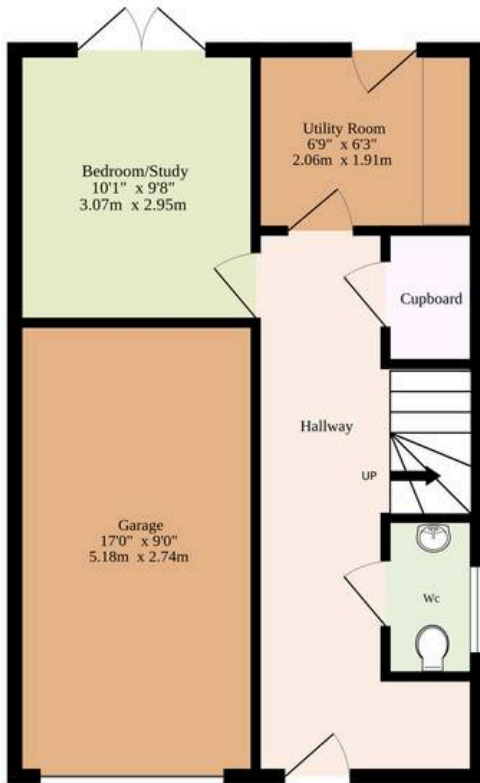 Bedroom/Study
10'1" x 9'8"
3.07m x 2.95m
Utility Room
6'9" x 6'3"
2.06m x 1.91m
Cupboard
Hallway
UP
Garage
17'0" x 9'0"
5.18m x 2.74m
Wc